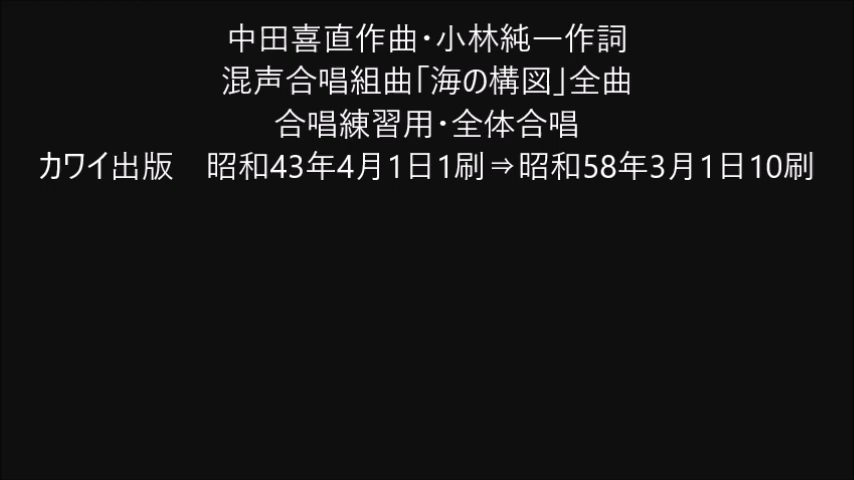 中田喜直作曲・小林純一作詞
混声合唱組曲「海の構図」全曲
合唱練習用・全体合唱
カワイ出版　昭和43年4月1日1刷⇒昭和58年3月1日10刷